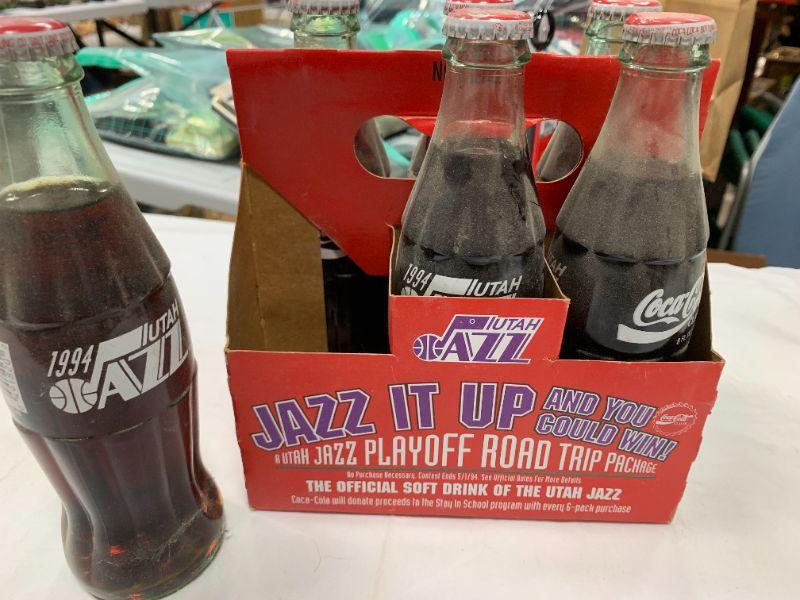 1994 UTAH
JAZZ
1994 UTAH
Coca-Cola
UTAH
JAZZ
JAZZ IT UP AND YOU COULD WIN!
Coca-Cola
A UTAH JAZZ PLAYOFF ROAD TRIP PACKAGE
No Purchase Necessary. Contest Ends 5/1/94. See Official Rules For More Details.
THE OFFICIAL SOFT DRINK OF THE UTAH JAZZ
Coca-Cola will donate proceeds to the Stay In School program with every 6-pack purchase